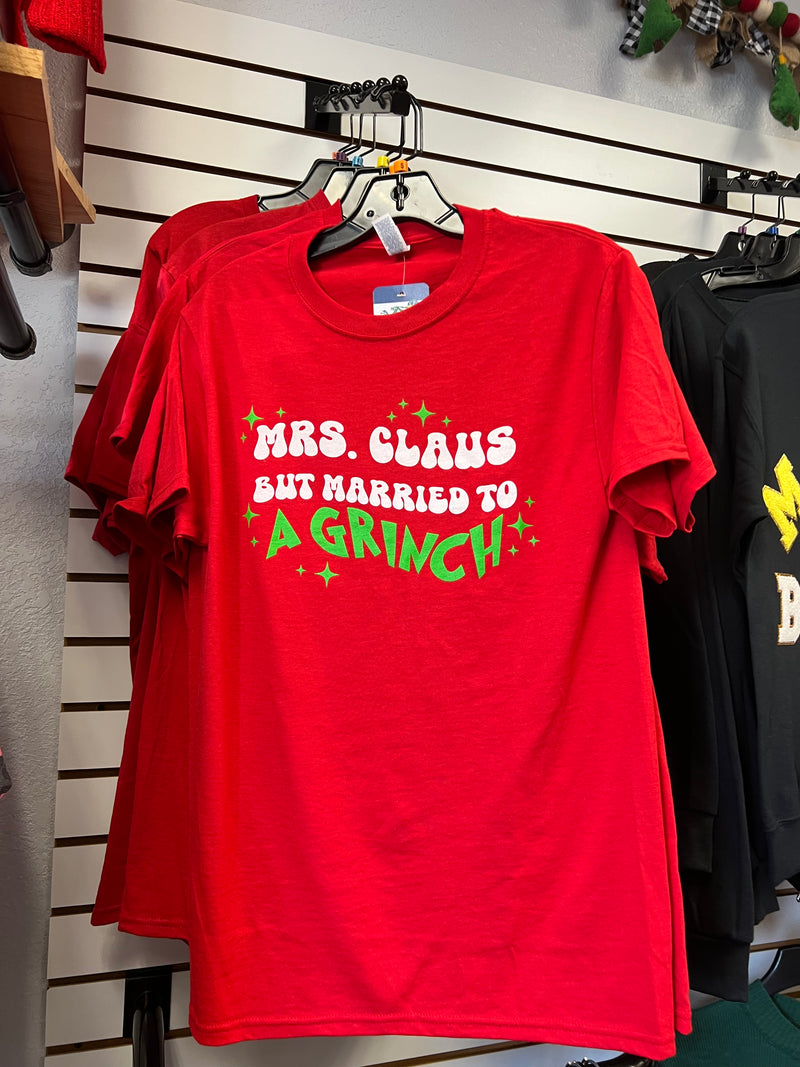 MRS. CLAUS
BUT MARRIED TO
A GRINCH
M
B